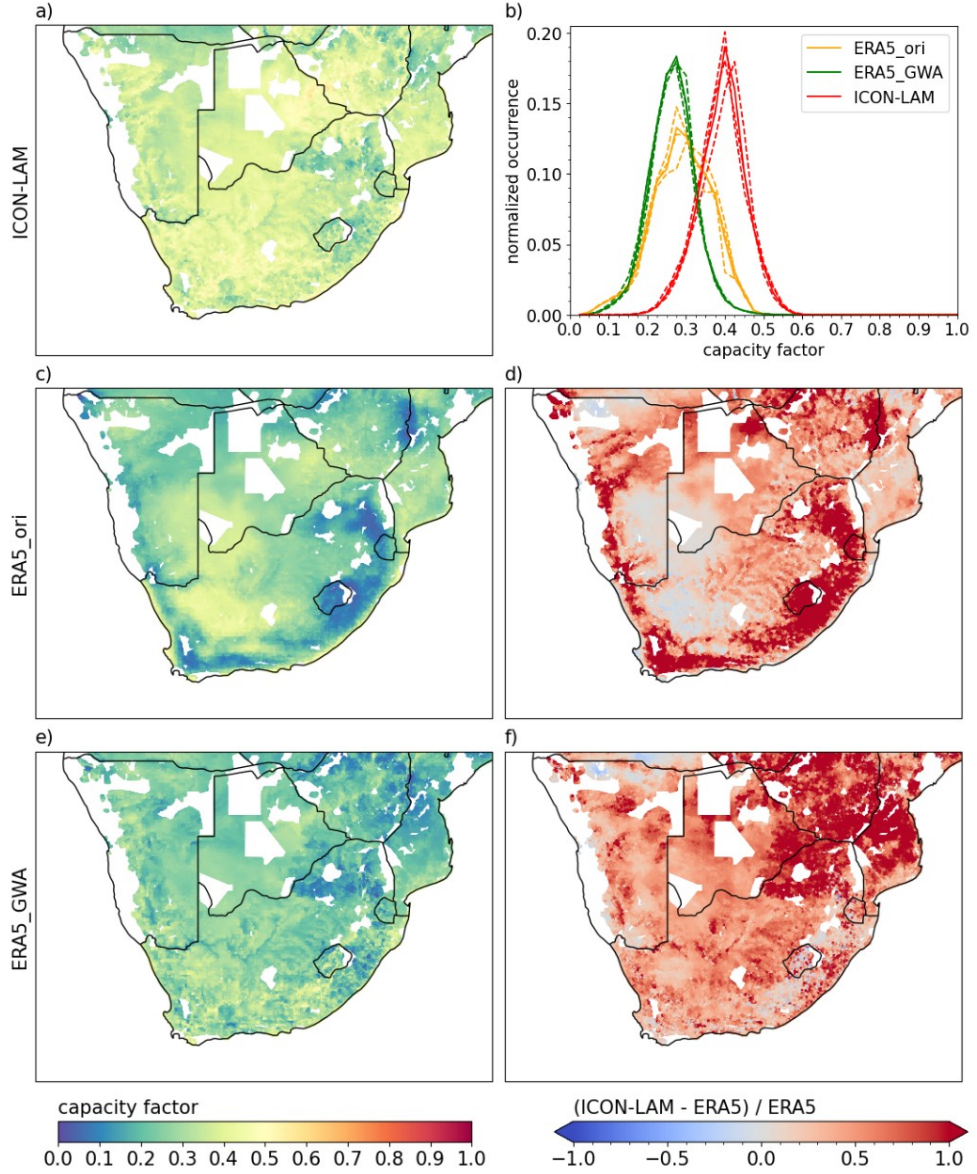 a)
ICON-LAM
b)
ERA5_ori
ERA5_GWA
ICON-LAM
normalized occurrence
0.20
0.15
0.10
0.05
0.00
0.0 0.1 0.2 0.3 0.4 0.5 0.6 0.7 0.8 0.9 1.0
capacity factor
c)
ERA5_ori
d)
e)
ERA5_GWA
f)
capacity factor
0.0 0.1 0.2 0.3 0.4 0.5 0.6 0.7 0.8 0.9 1.0
(ICON-LAM - ERA5) / ERA5
−1.0 −0.5 0.0 0.5 1.0